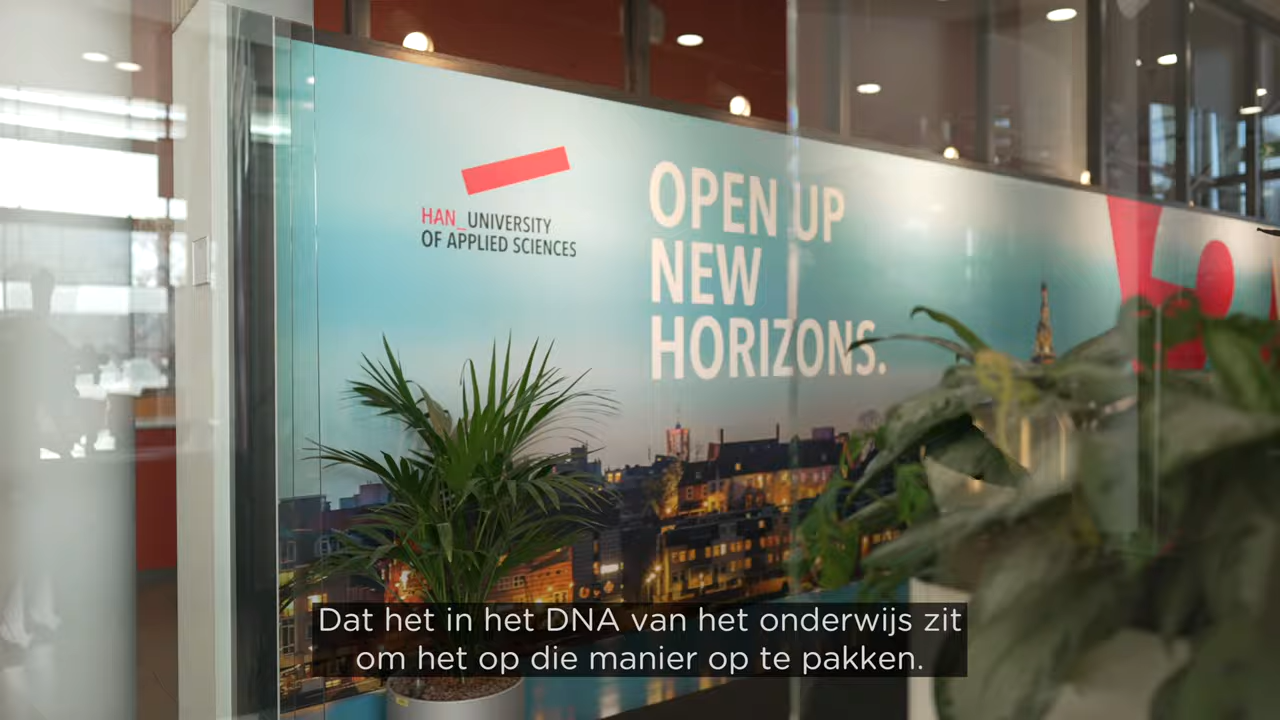 HAN_UNIVERSITY
OF APPLIED SCIENCES
OPEN UP
NEW
HORIZONS.
Dat het in het DNA van het onderwijs zit
om het op die manier op te pakken.